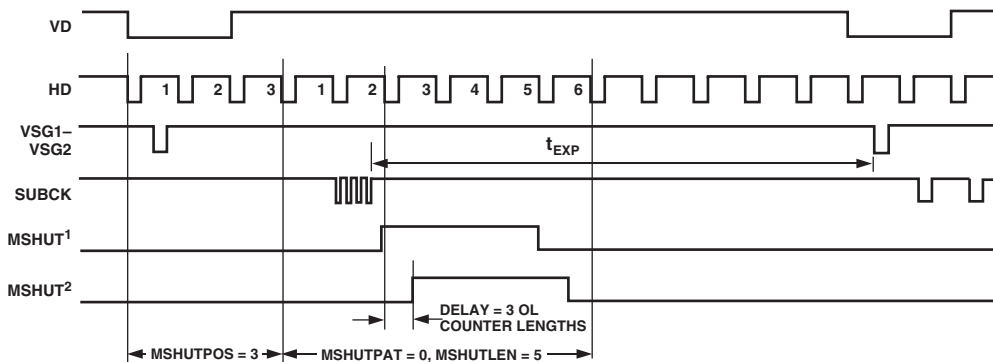 VD
HD 1 2 3 1 2 3 4 5 6
VSG1–
VSG2
tEXP
SUBCK
MSHUT1
MSHUT2
DELAY = 3 OL
COUNTER LENGTHS
MSHUTPOS = 3
MSHUTPAT = 0, MSHUTLEN = 5